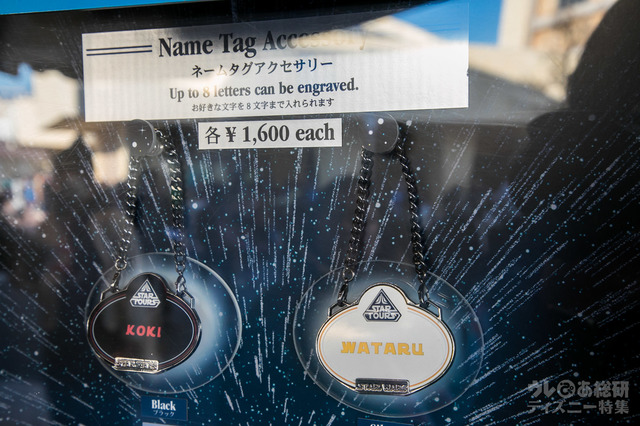 Name Tag Accessory
ネームタグアクセサリー
Up to 8 letters can be engraved.
お好きな文字を8文字まで入れられます
各¥1,600 each
STAR TOURS
KOKI
STAR TOURS
WATARU
Black
ブラック
ウレぴあ総研
ディズニー特集